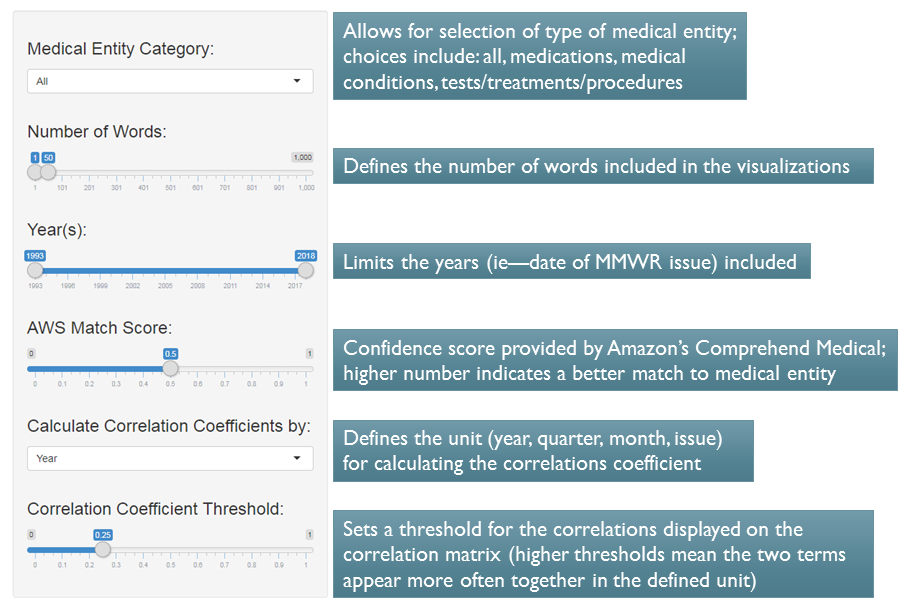 Medical Entity Category:
All
Allows for selection of type of medical entity;
choices include: all, medications, medical
conditions, tests/treatments/procedures
Number of Words:
1 50 1,000
1 101 201 301 401 501 601 701 801 901 1,000
Defines the number of words included in the visualizations
Year(s):
1993 2018
1993 1996 1999 2002 2005 2008 2011 2014 2017
Limits the years (ie—date of MMWR issue) included
AWS Match Score:
0 0.5 1
0 0.1 0.2 0.3 0.4 0.5 0.6 0.7 0.8 0.9 1
Confidence score provided by Amazon's Comprehend Medical;
higher number indicates a better match to medical entity
Calculate Correlation Coefficients by:
Year
Defines the unit (year, quarter, month, issue)
for calculating the correlations coefficient
Correlation Coefficient Threshold:
0 0.25 1
0 0.1 0.2 0.3 0.4 0.5 0.6 0.7 0.8 0.9 1
Sets a threshold for the correlations displayed on the
correlation matrix (higher thresholds mean the two terms
appear more often together in the defined unit)